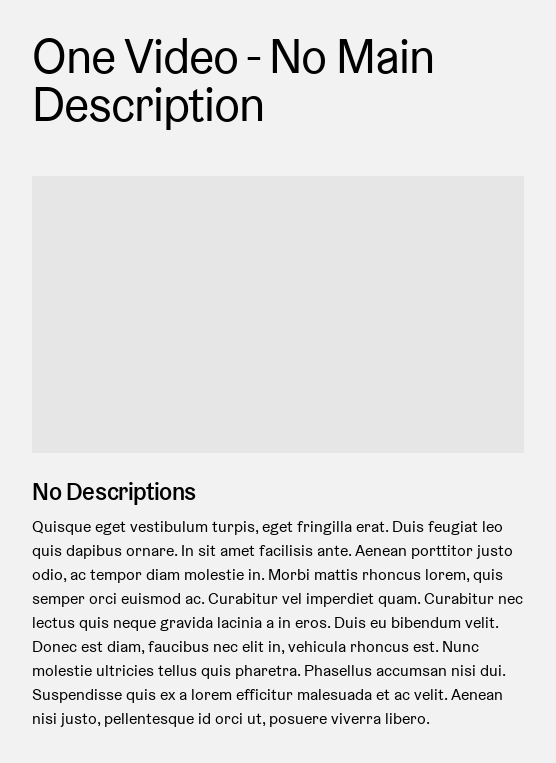 One Video - No Main
Description
No Descriptions
Quisque eget vestibulum turpis, eget fringilla erat. Duis feugiat leo
quis dapibus ornare. In sit amet facilisis ante. Aenean porttitor justo
odio, ac tempor diam molestie in. Morbi mattis rhoncus lorem, quis
semper orci euismod ac. Curabitur vel imperdiet quam. Curabitur nec
lectus quis neque gravida lacinia a in eros. Duis eu bibendum velit.
Donec est diam, faucibus nec elit in, vehicula rhoncus est. Nunc
molestie ultricies tellus quis pharetra. Phasellus accumsan nisi dui.
Suspendisse quis ex a lorem efficitur malesuada et ac velit. Aenean
nisi justo, pellentesque id orci ut, posuere viverra libero.